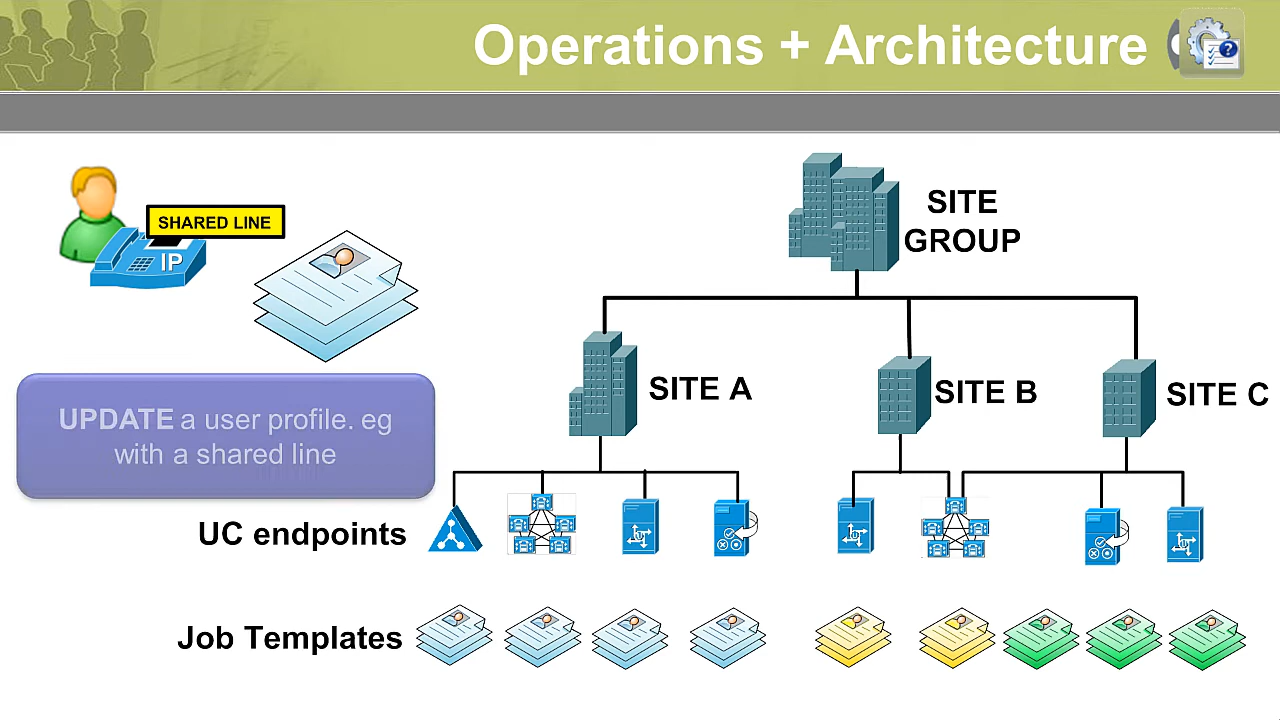 Operations + Architecture
SHARED LINE
IP
SITE
GROUP
SITE A
SITE B
SITE C
UPDATE a user profile. eg
with a shared line
UC endpoints
Job Templates